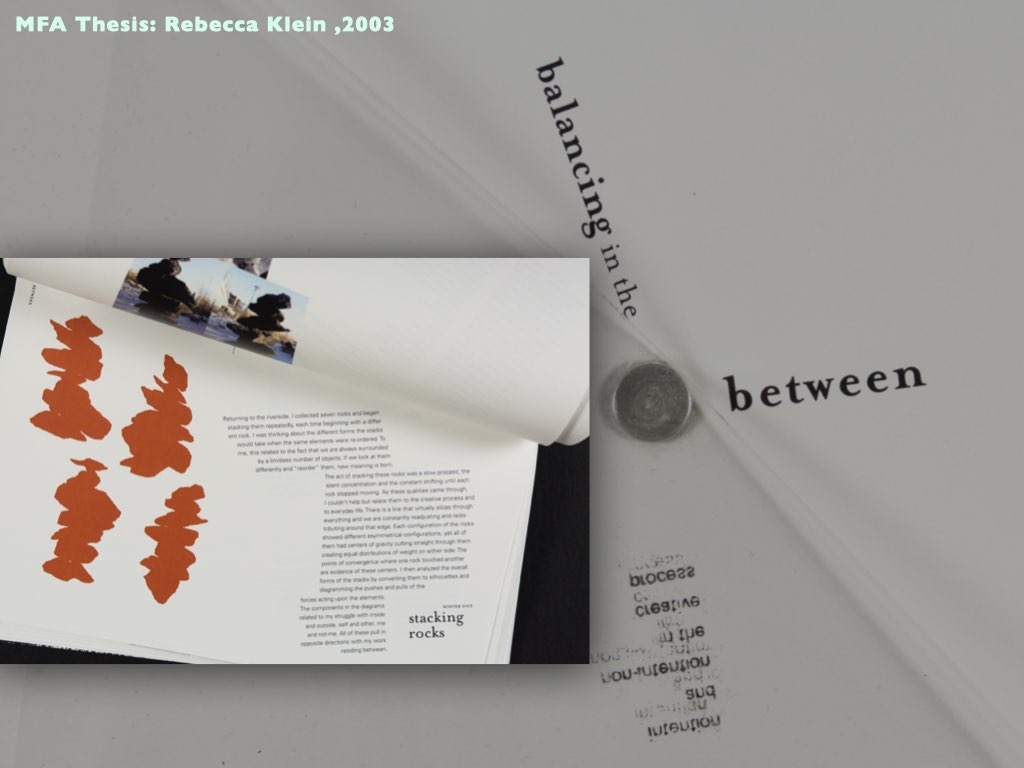 MFA Thesis: Rebecca Klein ,2003
balancing in the
between
intention
and
non-intention
in the
creative
process
Returning to the riverside, I collected seven rocks and began
stacking them repeatedly, each time beginning with a differ-
ent rock. I was thinking about the different forms the stacks
would take when the same elements were re-ordered. To
me, this related to the fact that we are always surrounded
by a limitless number of objects; if we look at them
differently and "reorder" them, new meaning is born.
The act of stacking these rocks was a slow process; the
silent concentration and the constant shifting until each
rock stopped moving. As these qualities came through,
I couldn't help but relate them to the creative process and
to everyday life. There is a line that virtually slices through
everything and we are constantly readjusting and redis-
tributing around that edge. Each configuration of the rocks
showed different asymmetrical configurations, yet all of
them had centers of gravity cutting straight through them
creating equal distributions of weight on either side. The
points of convergence where one rock touched another
are evidence of these centers. I then analyzed the overall
forms of the stacks by converting them to silhouettes and
diagramming the pushes and pulls of the
forces acting upon the elements.
The components in the diagrams
related to my struggle with inside
and outside, self and other, me
and not-me. All of these pull in
opposite directions with my work
residing between.
stacking
rocks